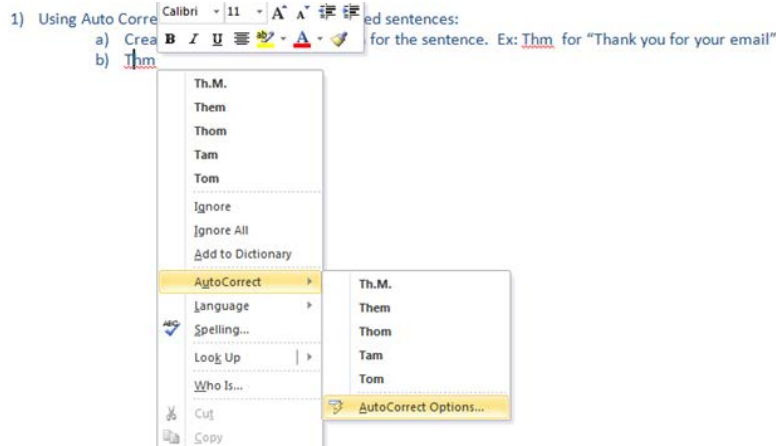 Calibri 11 A A
1) Using Auto Corre ed sentences:
B I U ab A
a) Crea for the sentence. Ex: Thm for “Thank you for your email”
b) Thm
Th.M.
Them
Thom
Tam
Tom
Ignore
Ignore All
Add to Dictionary
AutoCorrect
Language
ABC Spelling...
Look Up
Who Is...
Cut
Copy
Th.M.
Them
Thom
Tam
Tom
AutoCorrect Options...